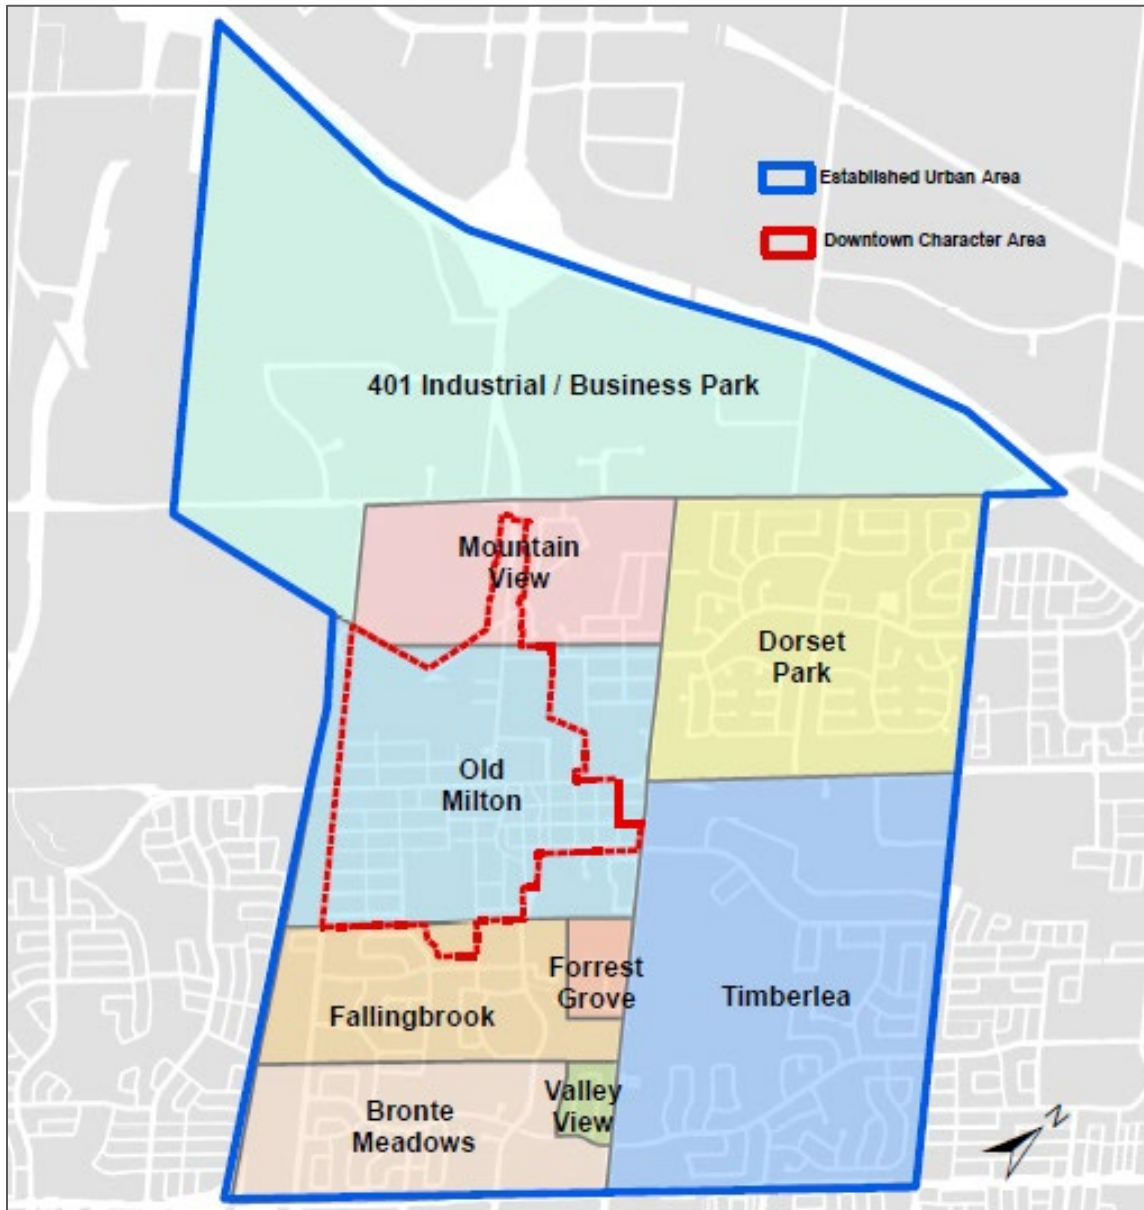 Established Urban Area
Downtown Character Area
401 Industrial / Business Park
Mountain
View
Dorset
Park
Old
Milton
Forrest
Grove
Timberlea
Fallingbrook
Valley
View
Bronte
Meadows
N